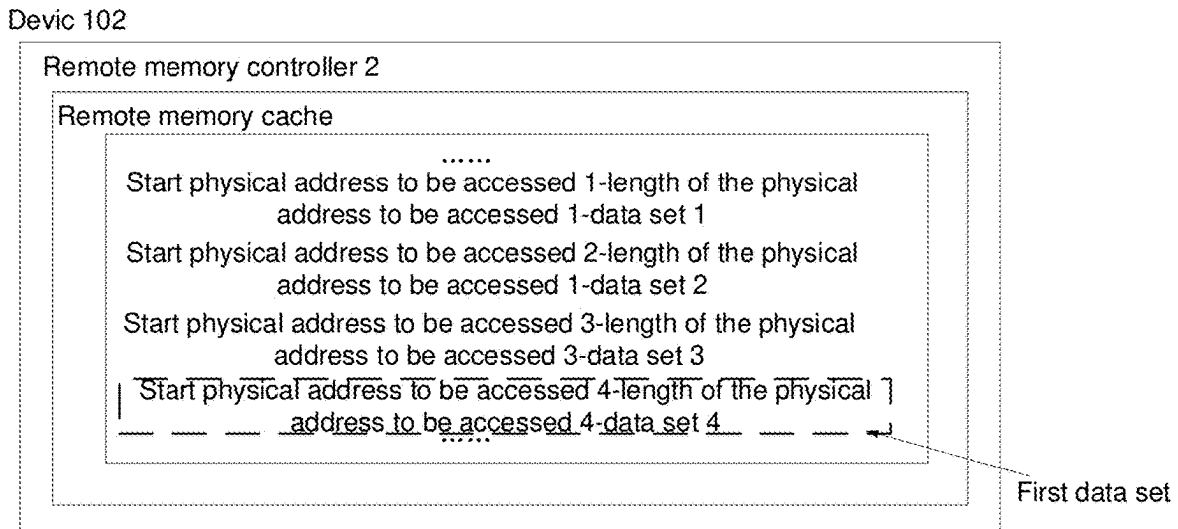 Devic 102
Remote memory controller 2
Remote memory cache
......
Start physical address to be accessed 1-length of the physical
address to be accessed 1-data set 1
Start physical address to be accessed 2-length of the physical
address to be accessed 1-data set 2
Start physical address to be accessed 3-length of the physical
address to be accessed 3-data set 3
Start physical address to be accessed 4-length of the physical
address to be accessed 4-data set 4
......
First data set